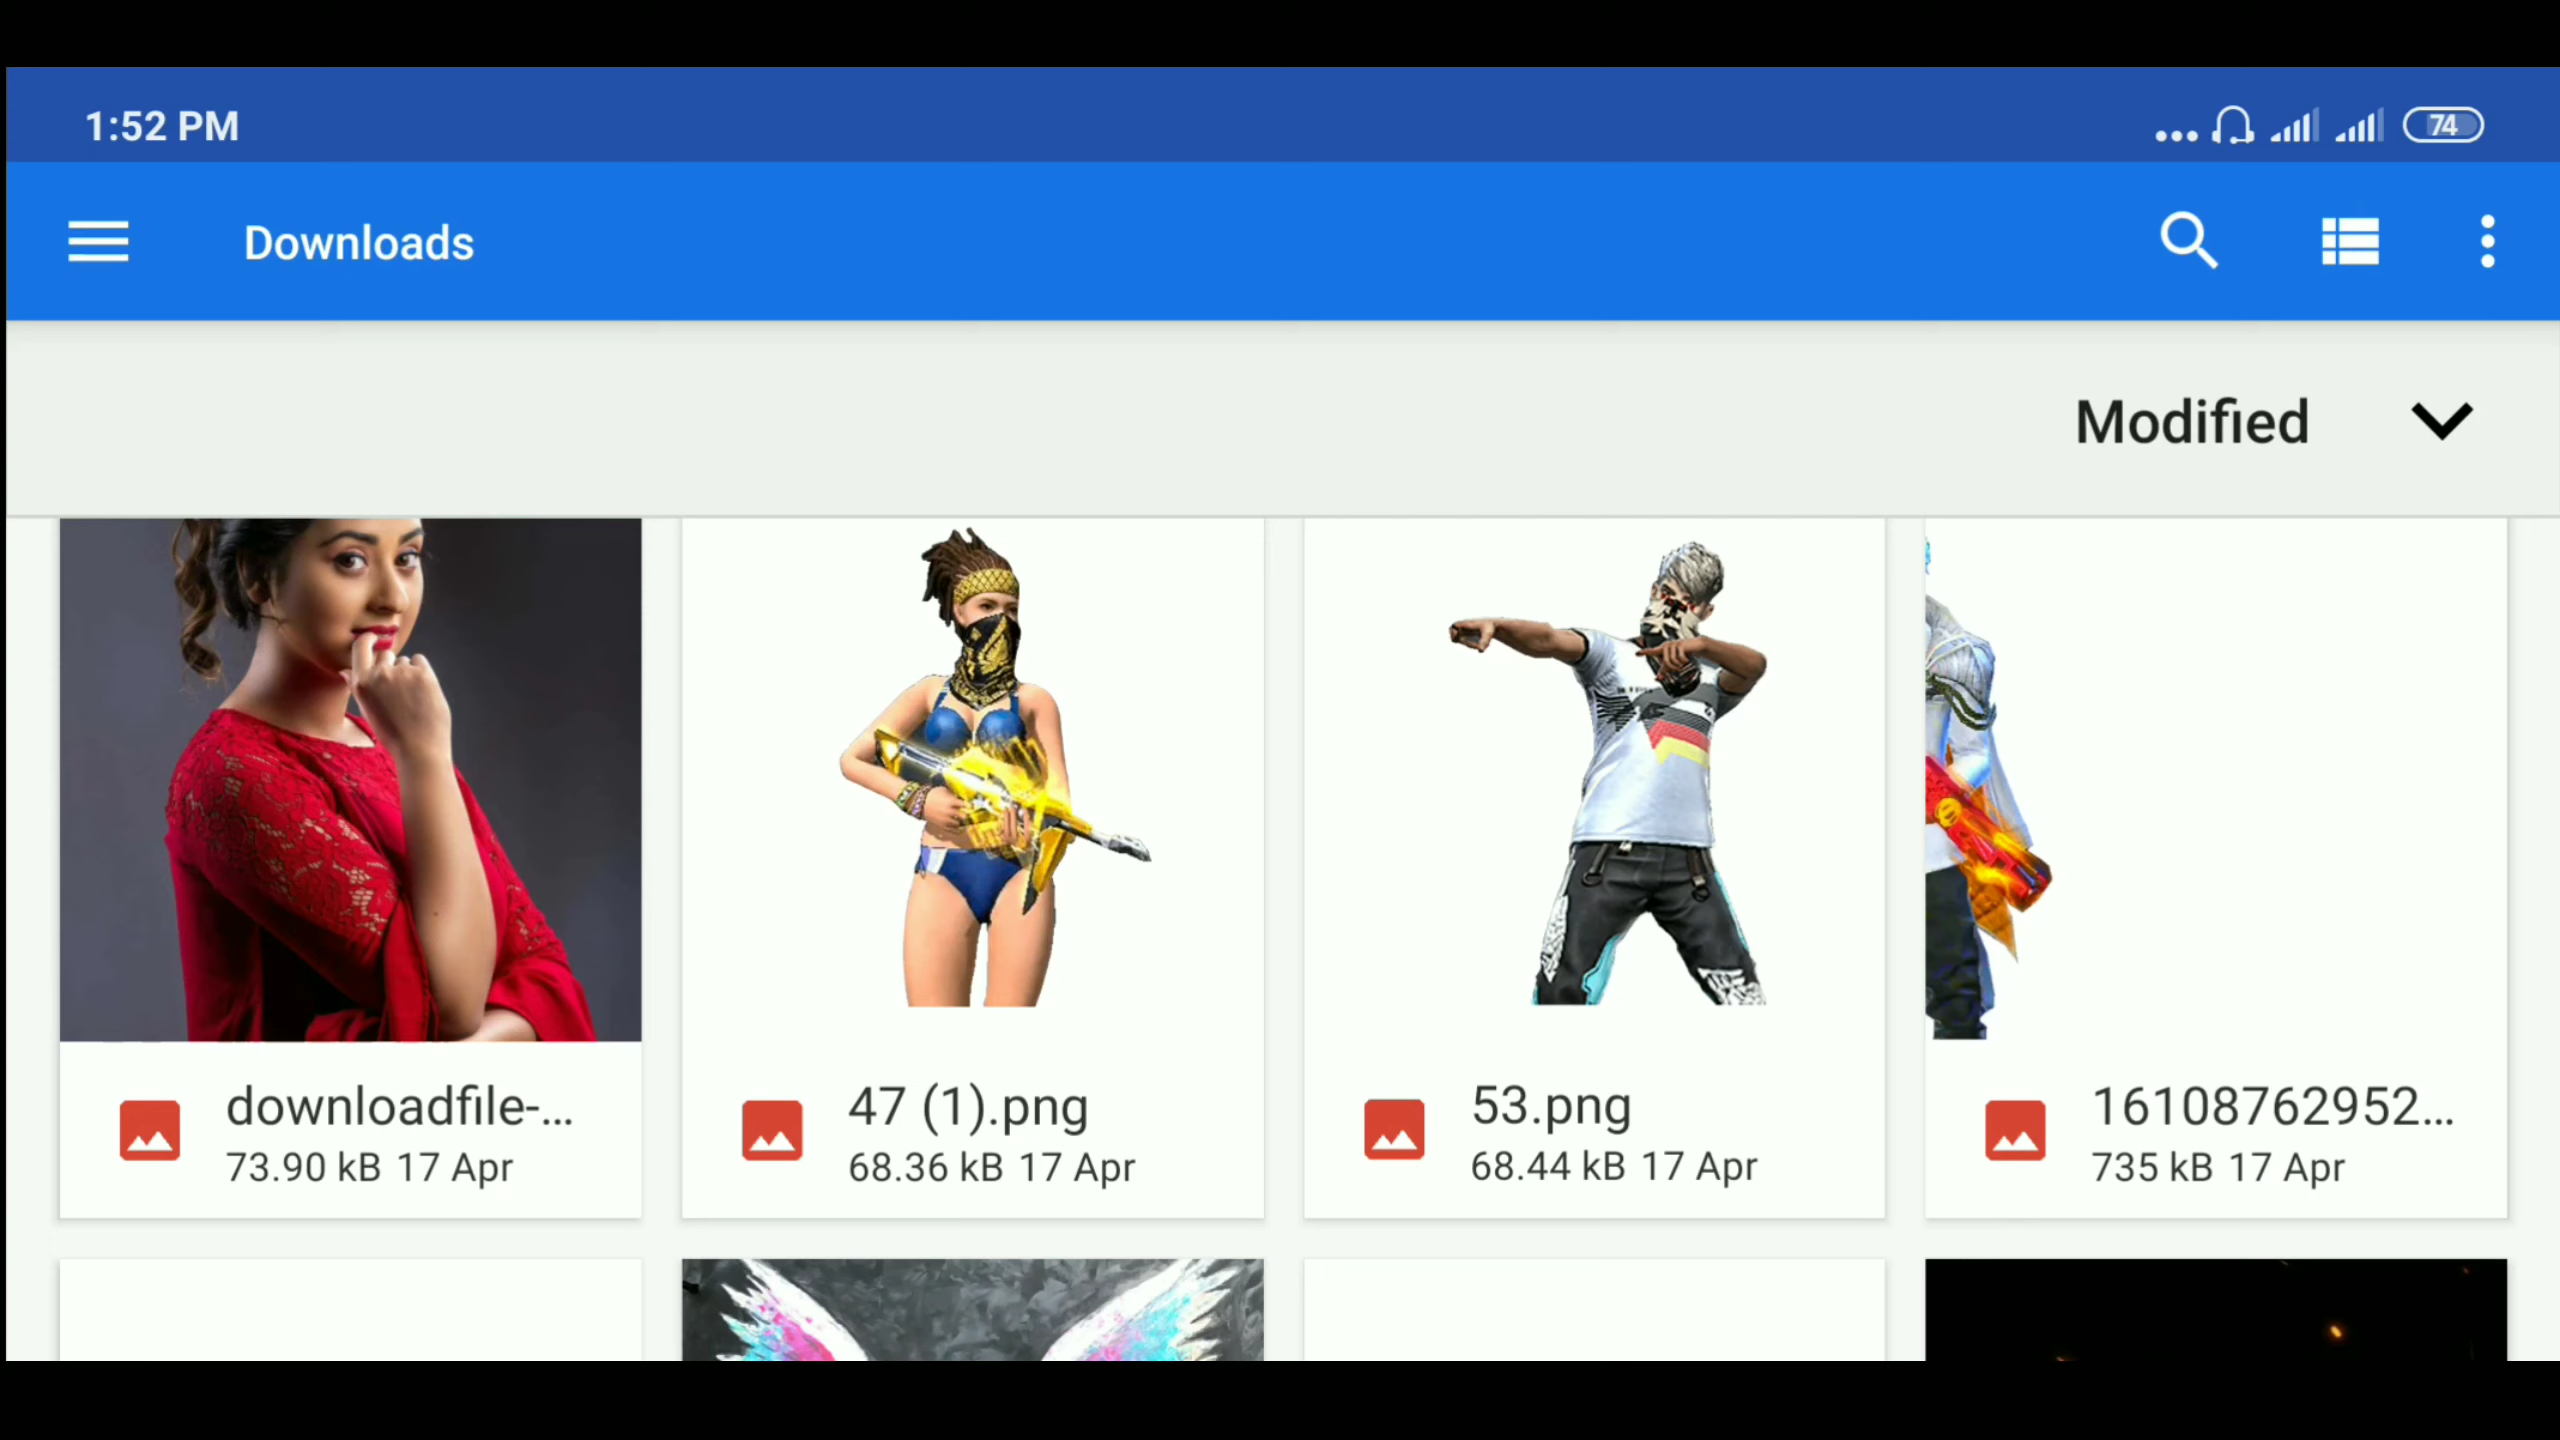 1:52 PM
74
Downloads
Modified
downloadfile-...
73.90 kB 17 Apr
47 (1).png
68.36 kB 17 Apr
53.png
68.44 kB 17 Apr
16108762952...
735 kB 17 Apr